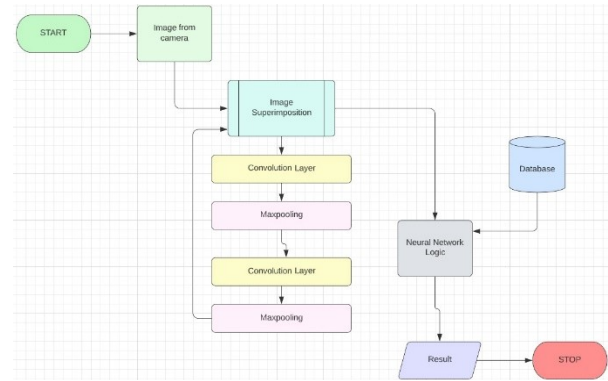 START
Image from
camera
Image
Superimposition
Convolution Layer
Maxpooling
Convolution Layer
Maxpooling
Database
Neural Network
Logic
Result
STOP